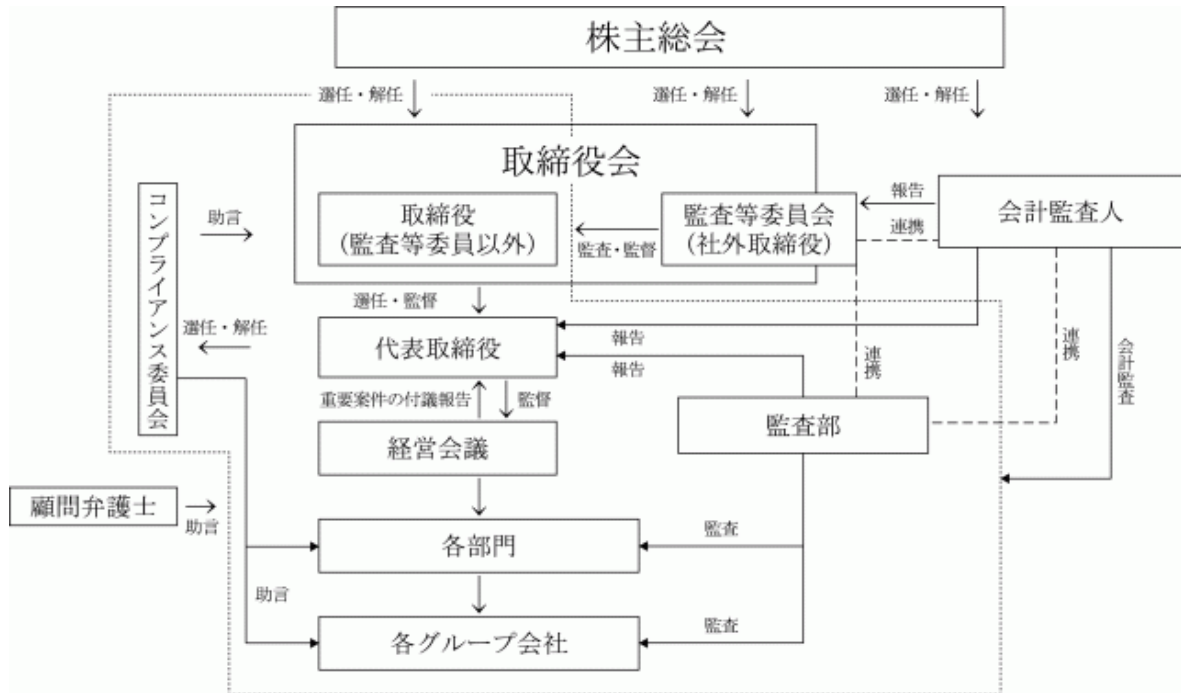 株主総会
選任・解任
選任・解任
選任・解任
取締役会
取締役
(監査等委員以外)
監査・監督
監査等委員会
(社外取締役)
報告
連携
会計監査人
コンプライアンス委員会
助言
選任・解任
選任・監督
代表取締役
報告
報告
連携
連携
会計監査
重要案件の付議報告
監督
経営会議
監査部
顧問弁護士
助言
各部門
監査
助言
各グループ会社
監査